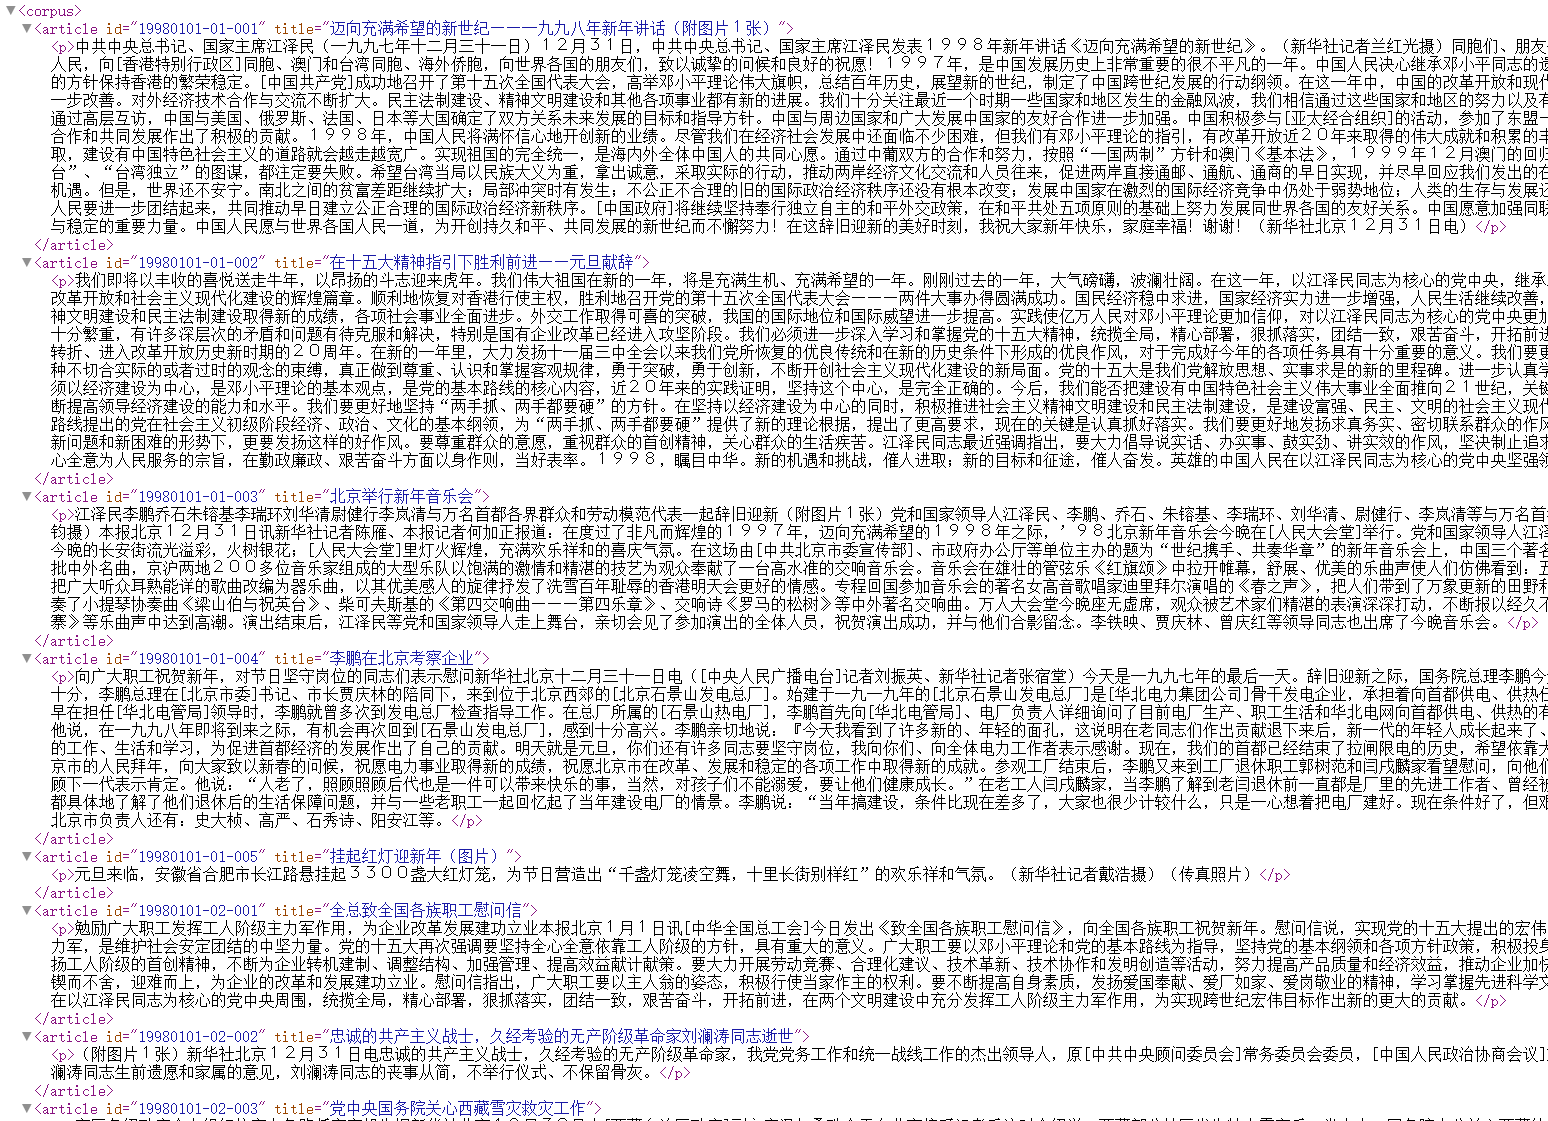 ▼<corpus>
▼<article id="19980101-01-001" title="迈向充满希望的新世纪———一九九八年新年讲话（附图片１张）">
<p>中共中央总书记、国家主席江泽民（一九九七年十二月三十一日）１２月３１日，中共中央总书记、国家主席江泽民发表１９９８年新年讲话《迈向充满希望的新世纪》。（新华社记者兰红光摄）同胞们、朋友
人民，向[香港特别行政区]同胞、澳门和台湾同胞、海外侨胞，向世界各国的朋友们，致以诚挚的问候和良好的祝愿！１９９７年，是中国发展历史上非常重要的很不平凡的一年。中国人民决心继承邓小平同志的遗
的方针保持香港的繁荣稳定。[中国共产党]成功地召开了第十五次全国代表大会，高举邓小平理论伟大旗帜，总结百年历史，展望新的世纪，制定了中国跨世纪发展的行动纲领。在这一年中，中国的改革开放和现代
一步改善。对外经济技术合作与交流不断扩大。民主法制建设、精神文明建设和其他各项事业都有新的进展。我们十分关注最近一个时期一些国家和地区发生的金融风波，我们相信通过这些国家和地区的努力以及有
通过高层互访，中国与美国、俄罗斯、法国、日本等大国确定了双方关系未来发展的目标和指导方针。中国与周边国家和广大发展中国家的友好合作进一步加强。中国积极参与[亚太经合组织]的活动，参加了东盟—
合作和共同发展作出了积极的贡献。１９９８年，中国人民将满怀信心地开创新的业绩。尽管我们在经济社会发展中还面临不少困难，但我们有邓小平理论的指引，有改革开放近２０年来取得的伟大成就和积累的丰
取，建设有中国特色社会主义的道路就会越走越宽广。实现祖国的完全统一，是海内外全体中国人的共同心愿。通过中葡双方的合作和努力，按照“一国两制”方针和澳门《基本法》，１９９９年１２月澳门的回归
台”、“台湾独立”的图谋，都注定要失败。希望台湾当局以民族大义为重，拿出诚意，采取实际的行动，推动两岸经济文化交流和人员往来，促进两岸直接通邮、通航、通商的早日实现，并尽早回应我们发出的在
机遇。但是，世界还不安宁。南北之间的贫富差距继续扩大；局部冲突时有发生；不公正不合理的旧的国际政治经济秩序还没有根本改变；发展中国家在激烈的国际经济竞争中仍处于弱势地位；人类的生存与发展还
人民要进一步团结起来，共同推动早日建立公正合理的国际政治经济新秩序。[中国政府]将继续坚持奉行独立自主的和平外交政策，在和平共处五项原则的基础上努力发展同世界各国的友好关系。中国愿意加强同联
与稳定的重要力量。中国人民愿与世界各国人民一道，为开创持久和平、共同发展的新世纪而不懈努力！在这辞旧迎新的美好时刻，我祝大家新年快乐，家庭幸福！谢谢！（新华社北京１２月３１日电）</p>
</article>
▼<article id="19980101-01-002" title="在十五大精神指引下胜利前进——元旦献辞">
<p>我们即将以丰收的喜悦送走牛年，以昂扬的斗志迎来虎年。我们伟大祖国在新的一年，将是充满生机、充满希望的一年。刚刚过去的一年，大气磅礴，波澜壮阔。在这一年，以江泽民同志为核心的党中央，继承
改革开放和社会主义现代化建设的辉煌篇章。顺利地恢复对香港行使主权，胜利地召开党的第十五次全国代表大会———两件大事办得圆满成功。国民经济稳中求进，国家经济实力进一步增强，人民生活继续改善，
神文明建设和民主法制建设取得新的成绩，各项社会事业全面进步。外交工作取得可喜的突破，我国的国际地位和国际威望进一步提高。实践使亿万人民对邓小平理论更加信仰，对以江泽民同志为核心的党中央更加
十分繁重，有许多深层次的矛盾和问题有待克服和解决，特别是国有企业改革已经进入攻坚阶段。我们必须进一步深入学习和掌握党的十五大精神，统揽全局，精心部署，狠抓落实，团结一致，艰苦奋斗，开拓前进
转折、进入改革开放历史新时期的２０周年。在新的一年里，大力发扬十一届三中全会以来我们党所恢复的优良传统和在新的历史条件下形成的优良作风，对于完成好今年的各项任务具有十分重要的意义。我们要更
种不切合实际的或者过时的观念的束缚，真正做到尊重、认识和掌握客观规律，勇于突破，勇于创新，不断开创社会主义现代化建设的新局面。党的十五大是我们党解放思想、实事求是的新的里程碑。进一步认真学
须以经济建设为中心，是邓小平理论的基本观点，是党的基本路线的核心内容，近２０年来的实践证明，坚持这个中心，是完全正确的。今后，我们能否把建设有中国特色社会主义伟大事业全面推向２１世纪，关键
断提高领导经济建设的能力和水平。我们要更好地坚持“两手抓、两手都要硬”的方针。在坚持以经济建设为中心的同时，积极推进社会主义精神文明建设和民主法制建设，是建设富强、民主、文明的社会主义现代
路线提出的党在社会主义初级阶段经济、政治、文化的基本纲领，为“两手抓、两手都要硬”提供了新的理论根据，提出了更高要求，现在的关键是认真抓好落实。我们要更好地发扬求真务实、密切联系群众的作风
新问题和新困难的形势下，更要发扬这样的好作风。要尊重群众的意愿，重视群众的首创精神，关心群众的生活疾苦。江泽民同志最近强调指出，要大力倡导说实话、办实事、鼓实劲、讲实效的作风，坚决制止追求
心全意为人民服务的宗旨，在勤政廉政、艰苦奋斗方面以身作则，当好表率。１９９８，瞩目中华。新的机遇和挑战，催人进取；新的目标和征途，催人奋发。英雄的中国人民在以江泽民同志为核心的党中央坚强领
</article>
▼<article id="19980101-01-003" title="北京举行新年音乐会">
<p>江泽民李鹏乔石朱镕基李瑞环刘华清尉健行李岚清与万名首都各界群众和劳动模范代表一起辞旧迎新（附图片１张）党和国家领导人江泽民、李鹏、乔石、朱镕基、李瑞环、刘华清、尉健行、李岚清等与万名首
钧摄）本报北京１２月３１日讯新华社记者陈雁、本报记者何加正报道：在度过了非凡而辉煌的１９９７年，迈向充满希望的１９９８年之际，’９８北京新年音乐会今晚在[人民大会堂]举行。党和国家领导人江泽
今晚的长安街流光溢彩，火树银花；[人民大会堂]里灯火辉煌，充满欢乐祥和的喜庆气氛。在这场由[中共北京市委宣传部]、市政府办公厅等单位主办的题为“世纪携手、共奏华章”的新年音乐会上，中国三个著名
批中外名曲，京沪两地２００多位音乐家组成的大型乐队以饱满的激情和精湛的技艺为观众奉献了一台高水准的交响音乐会。音乐会在雄壮的管弦乐《红旗颂》中拉开帷幕，舒展、优美的乐曲声使人们仿佛看到：五
把广大听众耳熟能详的歌曲改编为器乐曲，以其优美感人的旋律抒发了洗雪百年耻辱的香港明天会更好的情感。专程回国参加音乐会的著名女高音歌唱家迪里拜尔演唱的《春之声》，把人们带到了万象更新的田野和
奏了小提琴协奏曲《梁山伯与祝英台》、柴可夫斯基的《第四交响曲———第四乐章》、交响诗《罗马的松树》等中外著名交响曲。万人大会堂今晚座无虚席，观众被艺术家们精湛的表演深深打动，不断报以经久不
寨》等乐曲声中达到高潮。演出结束后，江泽民等党和国家领导人走上舞台，亲切会见了参加演出的全体人员，祝贺演出成功，并与他们合影留念。李铁映、贾庆林、曾庆红等领导同志也出席了今晚音乐会。</p>
</article>
▼<article id="19980101-01-004" title="李鹏在北京考察企业">
<p>向广大职工祝贺新年，对节日坚守岗位的同志们表示慰问新华社北京十二月三十一日电（[中央人民广播电台]记者刘振英、新华社记者张宿堂）今天是一九九七年的最后一天。辞旧迎新之际，国务院总理李鹏今
十分，李鹏总理在[北京市委]书记、市长贾庆林的陪同下，来到位于北京西郊的[北京石景山发电总厂]。始建于一九一九年的[北京石景山发电总厂]是[华北电力集团公司]骨干发电企业，承担着向首都供电、供热任
早在担任[华北电管局]领导时，李鹏就曾多次到发电总厂检查指导工作。在总厂所属的[石景山热电厂]，李鹏首先向[华北电管局]、电厂负责人详细询问了目前电厂生产、职工生活和华北电网向首都供电、供热的有
他说，在一九九八年即将到来之际，有机会再次回到[石景山发电总厂]，感到十分高兴。李鹏亲切地说：『今天我看到了许多新的、年轻的面孔，这说明在老同志们作出贡献退下来后，新一代的年轻人成长起来了、
的工作、生活和学习，为促进首都经济的发展作出了自己的贡献。明天就是元旦，你们还有许多同志要坚守岗位，我向你们、向全体电力工作者表示感谢。现在，我们的首都已经结束了拉闸限电的历史，希望依靠大
京市的人民拜年，向大家致以新春的问候，祝愿电力事业取得新的成绩，祝愿北京市在改革、发展和稳定的各项工作中取得新的成就。参观工厂结束后，李鹏又来到工厂退休职工郭树范和闫戌麟家看望慰问，向他们
顾下一代表示肯定。他说：“人老了，照顾照顾后代也是一件可以带来快乐的事，当然，对孩子们不能溺爱，要让他们健康成长。”在老工人闫戌麟家，当李鹏了解到老闫退休前一直都是厂里的先进工作者、曾经被
都具体地了解了他们退休后的生活保障问题，并与一些老职工一起回忆起了当年建设电厂的情景。李鹏说：“当年搞建设，条件比现在差多了，大家也很少计较什么，只是一心想着把电厂建好。现在条件好了，但艰
北京市负责人还有：史大桢、高严、石秀诗、阳安江等。</p>
</article>
▼<article id="19980101-01-005" title="挂起红灯迎新年（图片）">
<p>元旦来临，安徽省合肥市长江路悬挂起３３００盏大红灯笼，为节日营造出“千盏灯笼凌空舞，十里长街别样红”的欢乐祥和气氛。（新华社记者戴浩摄）（传真照片）</p>
</article>
▼<article id="19980101-02-001" title="全总致全国各族职工慰问信">
<p>勉励广大职工发挥工人阶级主力军作用，为企业改革发展建功立业本报北京１月１日讯[中华全国总工会]今日发出《致全国各族职工慰问信》，向全国各族职工祝贺新年。慰问信说，实现党的十五大提出的宏伟
力军，是维护社会安定团结的中坚力量。党的十五大再次强调要坚持全心全意依靠工人阶级的方针，具有重大的意义。广大职工要以邓小平理论和党的基本路线为指导，坚持党的基本纲领和各项方针政策，积极投身
扬工人阶级的首创精神，不断为企业转机建制、调整结构、加强管理、提高效益献计献策。要大力开展劳动竞赛、合理化建议、技术革新、技术协作和发明创造等活动，努力提高产品质量和经济效益，推动企业加快
锲而不舍，迎难而上，为企业的改革和发展建功立业。慰问信指出，广大职工要以主人翁的姿态，积极行使当家作主的权利。要不断提高自身素质，发扬爱国奉献、爱厂如家、爱岗敬业的精神，学习掌握先进科学文
在以江泽民同志为核心的党中央周围，统揽全局，精心部署，狠抓落实，团结一致，艰苦奋斗，开拓前进，在两个文明建设中充分发挥工人阶级主力军作用，为实现跨世纪宏伟目标作出新的更大的贡献。</p>
</article>
▼<article id="19980101-02-002" title="忠诚的共产主义战士，久经考验的无产阶级革命家刘澜涛同志逝世">
<p>（附图片１张）新华社北京１２月３１日电忠诚的共产主义战士，久经考验的无产阶级革命家，我党党务工作和统一战线工作的杰出领导人，原[中共中央顾问委员会]常务委员会委员，[中国人民政治协商会议]
澜涛同志生前遗愿和家属的意见，刘澜涛同志的丧事从简，不举行仪式、不保留骨灰。</p>
</article>
▼<article id="19980101-02-003" title="党中央国务院关心西藏雪灾救灾工作">